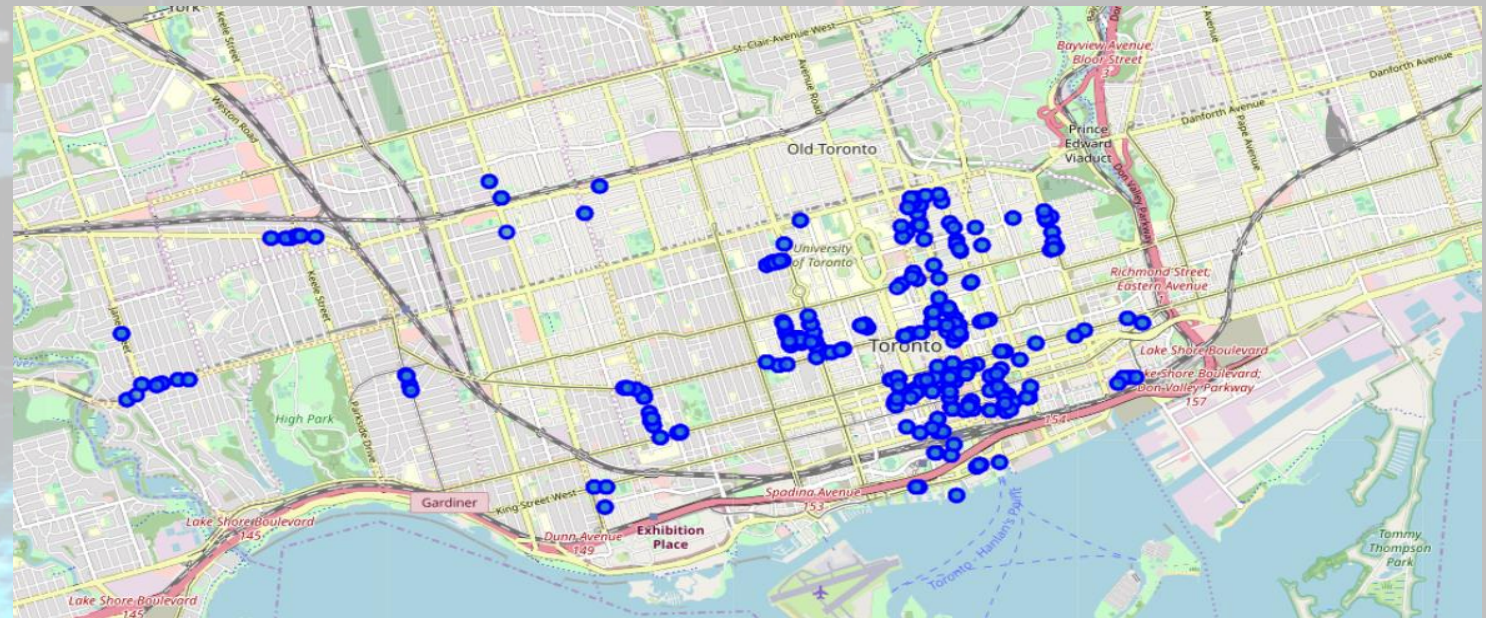 York
Keele Street
St. Clair Avenue West
Bayview Avenue;
Bloor Street
3
Danforth Avenue
Weston Road
Avenue Road
Danforth Avenue
Pape Avenue
Old Toronto
Prince
Edward
Viaduct
Don Valley Parkway
University
of Toronto
Keele Street
Richmond Street;
Eastern Avenue
1
Toronto
Lake Shore Boulevard
ke Shore Boulevard;
Don Valley Parkway
157
High Park
Parkside Drive
154
Gardiner
King Street West
Spadina Avenue
153
Lake Shore Boulevard
145
Dunn Avenue
149
Exhibition
Place
Toronto - Hanlan's Point
Tommy
Thompson
Park
Lake Shore Boulevard
145